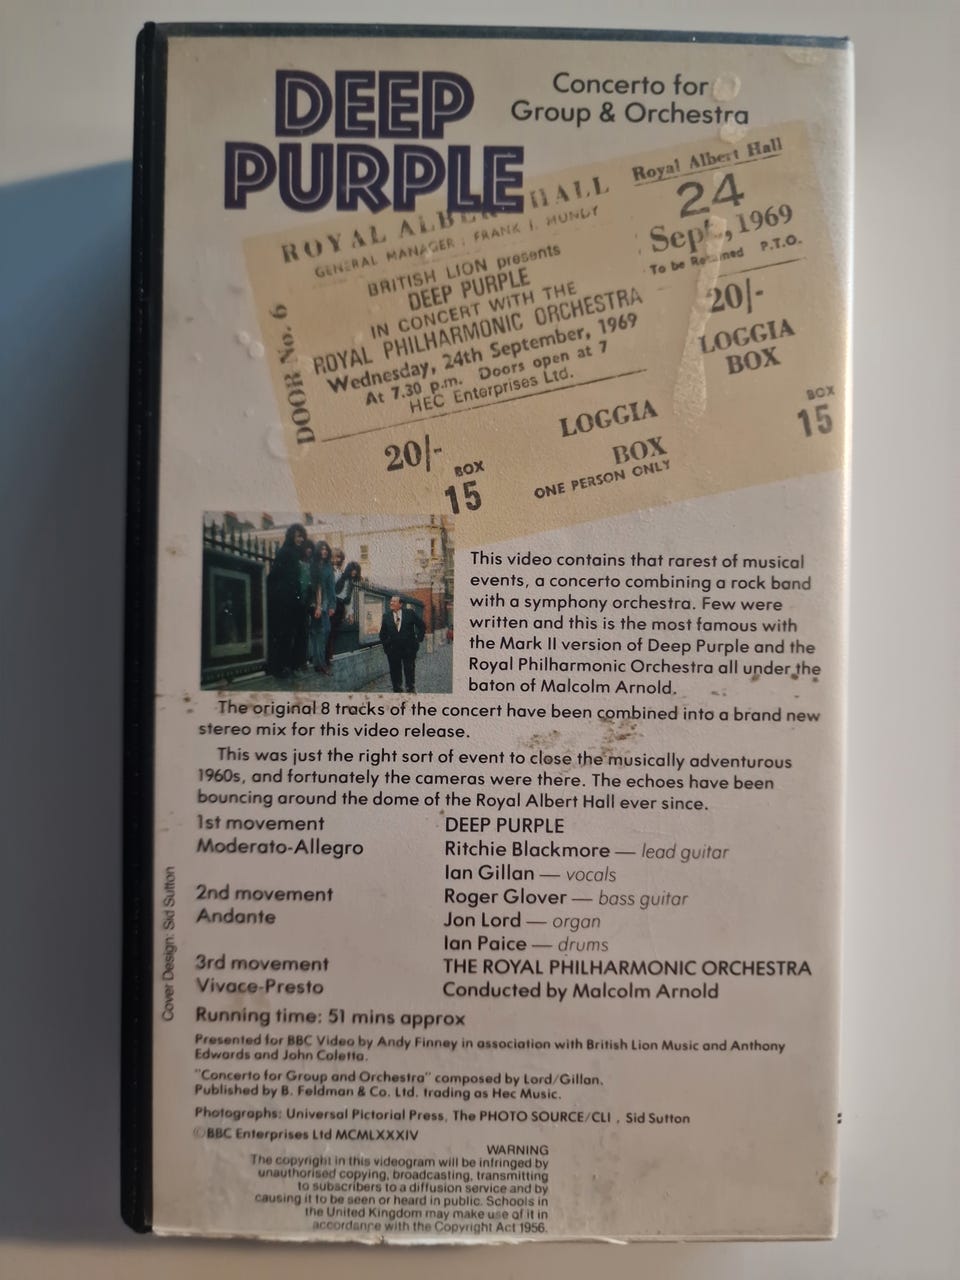 DEEP
PURPLE
Concerto for
Group & Orchestra
ROYAL ALBERT HALL
GENERAL MANAGER : FRANK J. MUNDY
BRITISH LION presents
DEEP PURPLE
IN CONCERT WITH THE
ROYAL PHILHARMONIC ORCHESTRA
Wednesday, 24th September, 1969
At 7.30 p.m. Doors open at 7
HEC Enterprises Ltd.
DOOR No. 6
20/-
BOX
15
LOGGIA
BOX
ONE PERSON ONLY
Royal Albert Hall
24
Sept., 1969
To be Retained P.T.O.
20/-
LOGGIA
BOX
BOX
15
This video contains that rarest of musical
events, a concerto combining a rock band
with a symphony orchestra. Few were
written and this is the most famous with
the Mark II version of Deep Purple and the
Royal Philharmonic Orchestra all under the
baton of Malcolm Arnold.
The original 8 tracks of the concert have been combined into a brand new
stereo mix for this video release.
This was just the right sort of event to close the musically adventurous
1960s, and fortunately the cameras were there. The echoes have been
bouncing around the dome of the Royal Albert Hall ever since.
1st movement
Moderato-Allegro
2nd movement
Andante
3rd movement
Vivace-Presto
DEEP PURPLE
Ritchie Blackmore — lead guitar
Ian Gillan — vocals
Roger Glover — bass guitar
Jon Lord — organ
Ian Paice — drums
THE ROYAL PHILHARMONIC ORCHESTRA
Conducted by Malcolm Arnold
Running time: 51 mins approx
Presented for BBC Video by Andy Finney in association with British Lion Music and Anthony
Edwards and John Coletta.
"Concerto for Group and Orchestra" composed by Lord/Gillan.
Published by B. Feldman & Co. Ltd. trading as Hec Music.
Photographs: Universal Pictorial Press, The PHOTO SOURCE/CLI , Sid Sutton
©BBC Enterprises Ltd MCMLXXXIV
WARNING
The copyright in this videogram will be infringed by
unauthorised copying, broadcasting, transmitting
to subscribers to a diffusion service and by
causing it to be seen or heard in public. Schools in
the United Kingdom may make use of it in
accordance with the Copyright Act 1956.
Cover Design: Sid Sutton